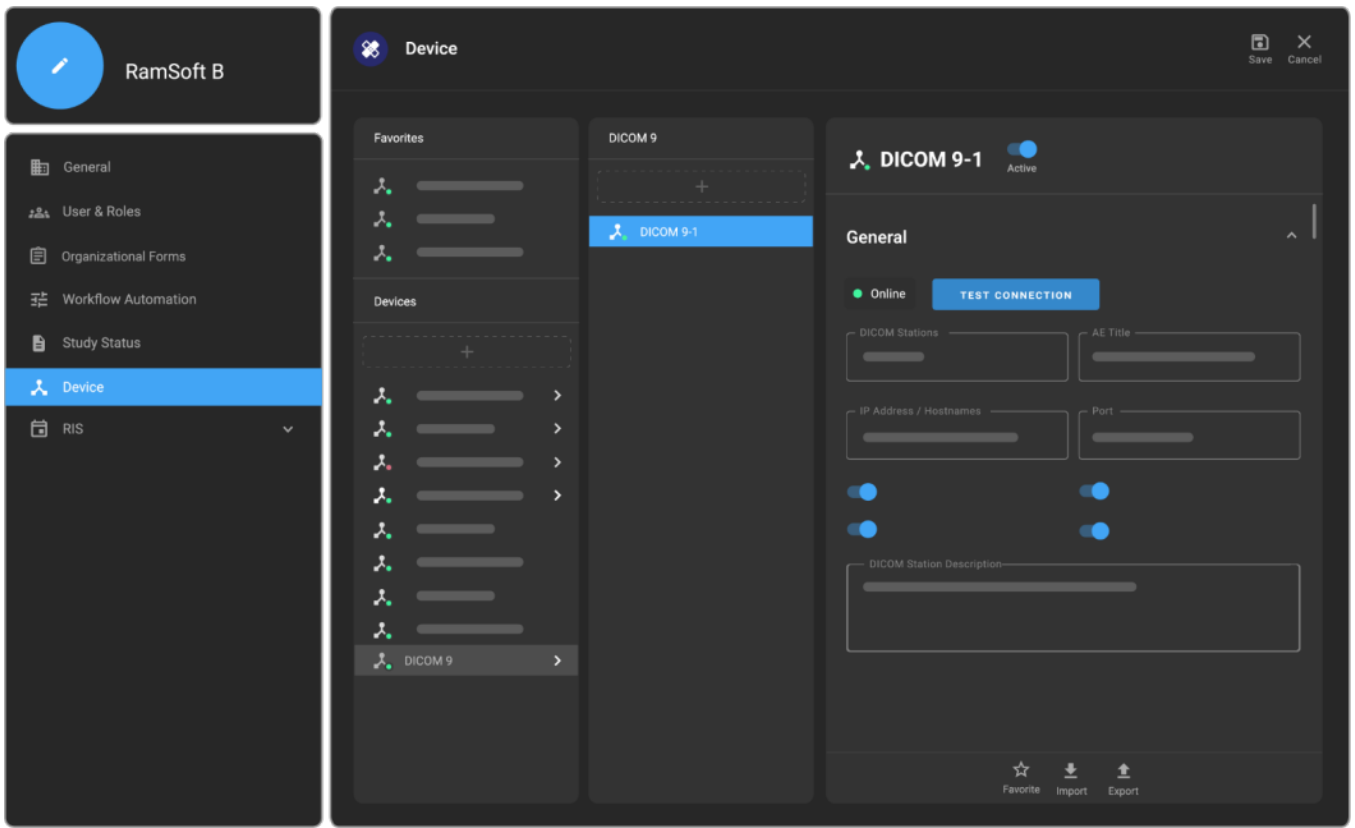 RamSoft B
General
User & Roles
Organizational Forms
Workflow Automation
Study Status
Device
RIS
Device
Save Cancel
Favorites
Devices
DICOM 9
DICOM 9
DICOM 9-1
DICOM 9-1
Active
General
Online TEST CONNECTION
DICOM Stations AE Title
IP Address / Hostnames Port
DICOM Station Description
Favorite Import Export